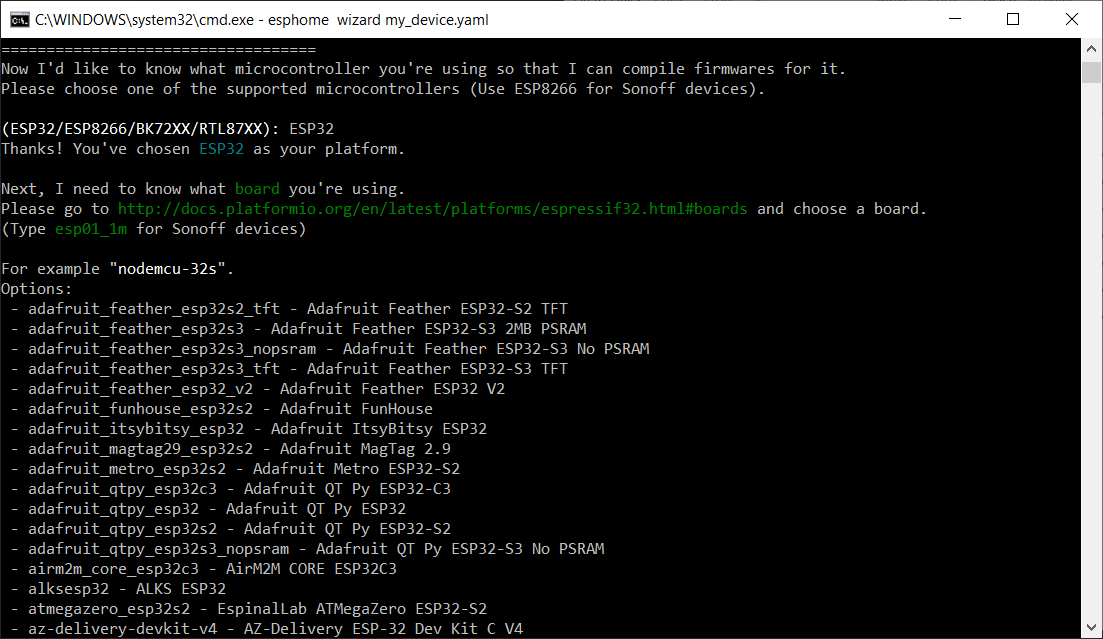 C:\WINDOWS\system32\cmd.exe - esphome  wizard my_device.yaml
===================================
Now I'd like to know what microcontroller you're using so that I can compile firmwares for it.
Please choose one of the supported microcontrollers (Use ESP8266 for Sonoff devices).
(ESP32/ESP8266/BK72XX/RTL87XX): ESP32
Thanks! You've chosen ESP32 as your platform.
Next, I need to know what board you're using.
Please go to http://docs.platformio.org/en/latest/platforms/espressif32.html#boards and choose a board.
(Type esp01_1m for Sonoff devices)
For example "nodemcu-32s".
Options:
- adafruit_feather_esp32s2_tft - Adafruit Feather ESP32-S2 TFT
- adafruit_feather_esp32s3 - Adafruit Feather ESP32-S3 2MB PSRAM
- adafruit_feather_esp32s3_nopsram - Adafruit Feather ESP32-S3 No PSRAM
- adafruit_feather_esp32s3_tft - Adafruit Feather ESP32-S3 TFT
- adafruit_feather_esp32_v2 - Adafruit Feather ESP32 V2
- adafruit_funhouse_esp32s2 - Adafruit FunHouse
- adafruit_itsybitsy_esp32 - Adafruit ItsyBitsy ESP32
- adafruit_magtag29_esp32s2 - Adafruit MagTag 2.9
- adafruit_metro_esp32s2 - Adafruit Metro ESP32-S2
- adafruit_qtpy_esp32c3 - Adafruit QT Py ESP32-C3
- adafruit_qtpy_esp32 - Adafruit QT Py ESP32
- adafruit_qtpy_esp32s2 - Adafruit QT Py ESP32-S2
- adafruit_qtpy_esp32s3_nopsram - Adafruit QT Py ESP32-S3 No PSRAM
- airm2m_core_esp32c3 - AirM2M CORE ESP32C3
- alksesp32 - ALKS ESP32
- atmegazero_esp32s2 - EspinalLab ATMegaZero ESP32-S2
- az-delivery-devkit-v4 - AZ-Delivery ESP-32 Dev Kit C V4